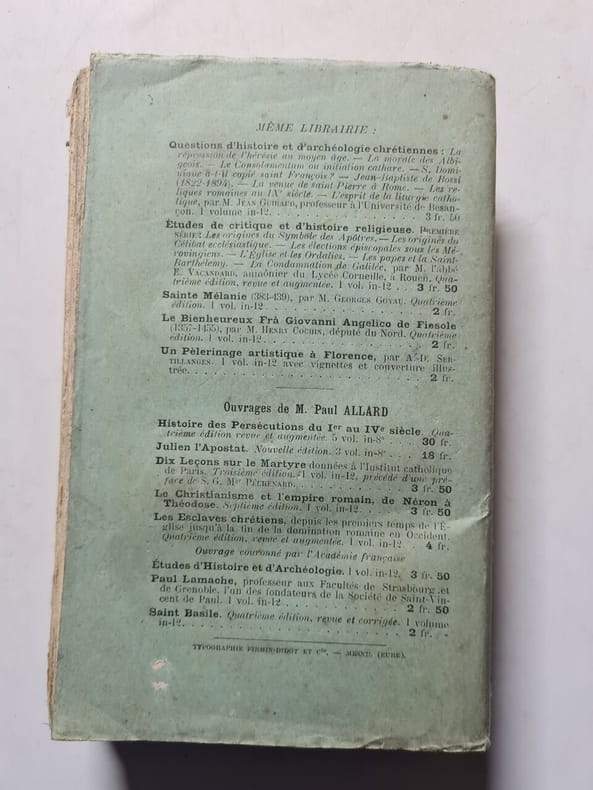 MÊME LIBRAIRIE :
Questions d'histoire et d'archéologie chrétiennes : La
répression de l'hérésie au moyen âge. — La morale des Albi-
geois. — Le Consolamentum ou initiation cathare. — S. Domi-
nique a-t-il copié saint François ? — Jean-Baptiste de Rossi
(1822-1894). — La venue de saint Pierre à Rome. — Les re-
liques romaines au IXe siècle. — L'esprit de la liturgie catho-
lique, par M. JEAN GUIRAUD, professeur à l'Université de Besan-
çon. 1 volume in-12. . . . . . . . . . . . . 3 fr. 50
Études de critique et d'histoire religieuse. PREMIÈRE
SÉRIE : Les origines du Symbole des Apôtres. — Les origines du
Célibat ecclésiastique. — Les élections épiscopales sous les Mé-
rovingiens. — L'Église et les Ordalies. — Les papes et la Saint-
Barthélemy. — La Condamnation de Galilée, par M. l'abbé
E. VACANDARD, aumônier du Lycée Corneille, à Rouen. Qua-
trième édition, revue et augmentée. 1 vol. in-12 . . . 3 fr. 50
Sainte Mélanie (383-439), par M. GEORGES GOYAU. Quatrième
édition. 1 vol. in-12 . . . . . . . . . . . . 2 fr.
Le Bienheureux Frà Giovanni Angelico de Fiesole
(1387-1455), par M. HENRY COCHIN, député du Nord. Quatrième
édition. 1 vol. in-12 . . . . . . . . . . . . 2 fr.
Un Pèlerinage artistique à Florence, par A.-D. SER-
TILLANGES. 1 vol. in-12 avec vignettes et couverture illus-
trée. . . . . . . . . . . . . . . . . 2 fr.
Ouvrages de M. Paul ALLARD
Histoire des Persécutions du Ier au IVe siècle. Qua-
trième édition revue et augmentée. 5 vol. in-8° . . . 30 fr.
Julien l'Apostat. Nouvelle édition. 3 vol. in-8° . . . 18 fr.
Dix Leçons sur le Martyre données à l'Institut catholique
de Paris. Troisième édition. 1 vol. in-12, précédé d'une pré-
face de S. G. Mgr PÉCHENARD. . . . . . . . . . 3 fr. 50
Le Christianisme et l'empire romain, de Néron à
Théodose. Septième édition. 1 vol. in-12. . . . . 3 fr. 50
Les Esclaves chrétiens, depuis les premiers temps de l'É-
glise jusqu'à la fin de la domination romaine en Occident.
Quatrième édition, revue et augmentée. 1 vol. in-12. . 4 fr.
Ouvrage couronné par l'Académie française
Études d'Histoire et d'Archéologie. 1 vol. in-12. 3 fr. 50
Paul Lamache, professeur aux Facultés de Strasbourg et
de Grenoble, l'un des fondateurs de la Société de Saint-Vin-
cent de Paul. 1 vol. in-12 . . . . . . . . . . 2 fr. 50
Saint Basile. Quatrième édition, revue et corrigée. 1 volume
in-12. . . . . . . . . . . . . . . . . 2 fr. »
TYPOGRAPHIE FIRMIN-DIDOT ET Cie. — MESNIL (EURE).